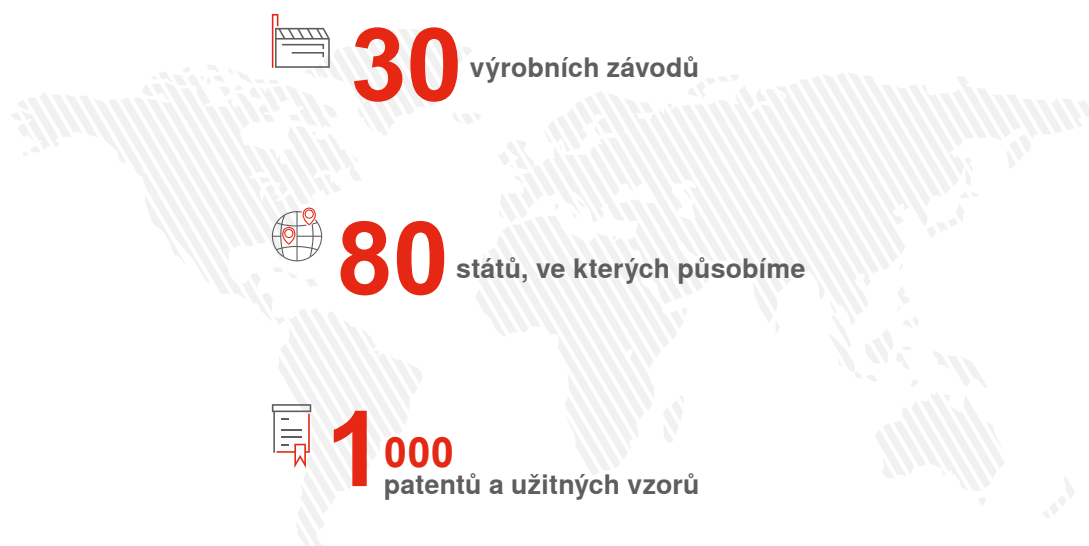 30 výrobních závodů
80 států, ve kterých působíme
1 000
patentů a užitných vzorů